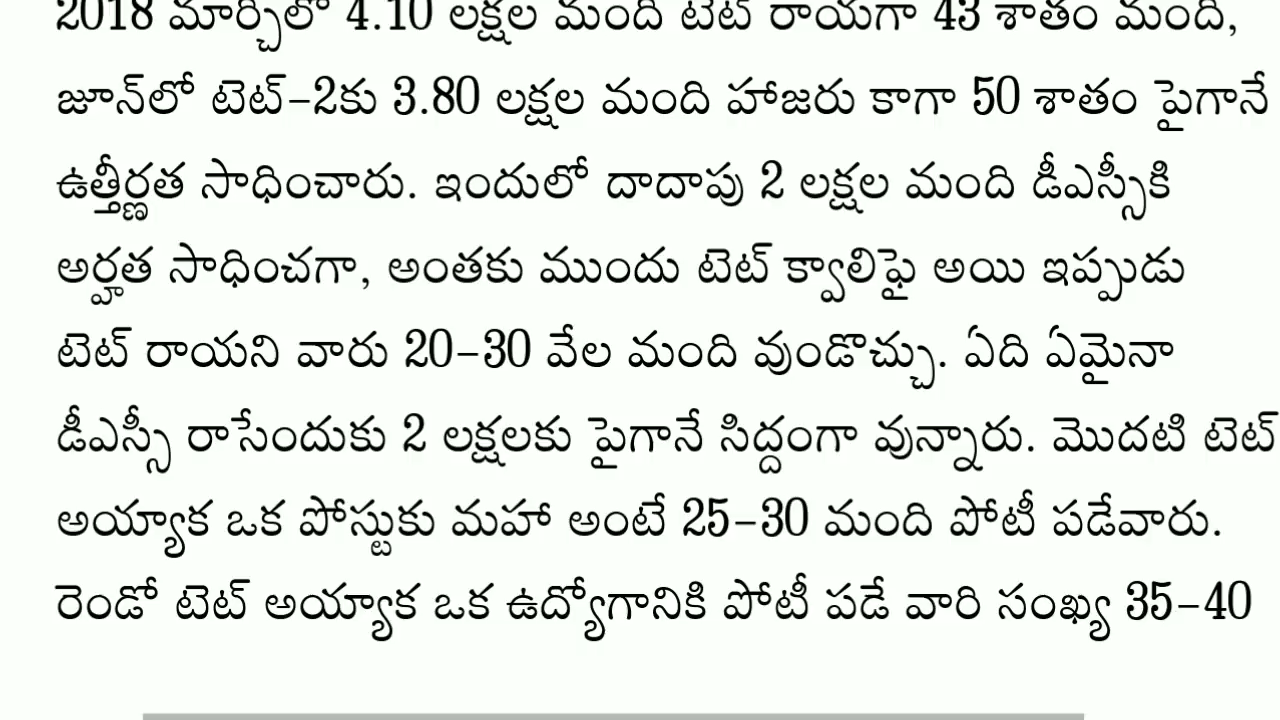 2018 మార్చిలో 4.10 లక్షల మంది టెట్ రాయగా 43 శాతం మంది,
జూన్‌లో టెట్-2కు 3.80 లక్షల మంది హాజరు కాగా 50 శాతం పైగానే
ఉత్తీర్ణత సాధించారు. ఇందులో దాదాపు 2 లక్షల మంది డీఎస్సీకి
అర్హత సాధించగా, అంతకు ముందు టెట్ క్వాలిఫై అయి ఇప్పుడు
టెట్ రాయని వారు 20-30 వేల మంది వుండొచ్చు. ఏది ఏమైనా
డీఎస్సీ రాసేందుకు 2 లక్షలకు పైగానే సిద్దంగా వున్నారు. మొదటి టెట్
అయ్యాక ఒక పోస్టుకు మహా అంటే 25-30 మంది పోటీ పడేవారు.
రెండో టెట్ అయ్యాక ఒక ఉద్యోగానికి పోటీ పడే వారి సంఖ్య 35-40